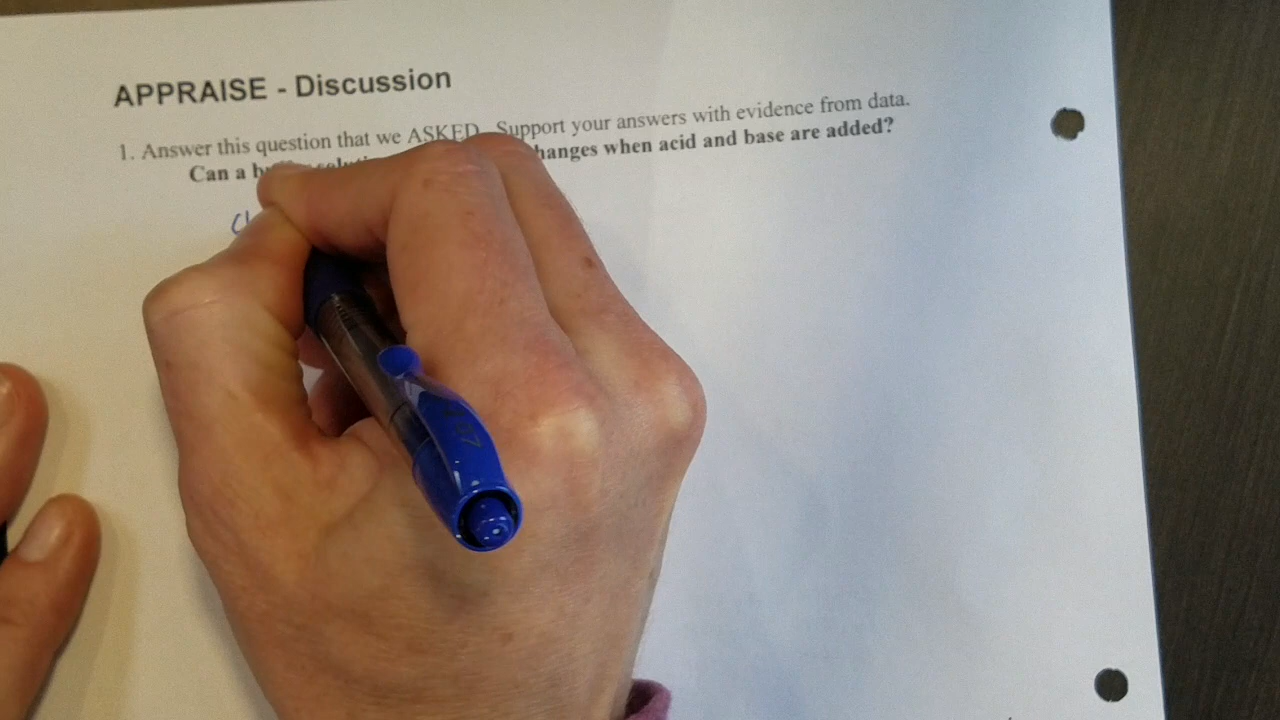 APPRAISE - Discussion
1. Answer this question that we ASKED. Support your answers with evidence from data.
Can a hanges when acid and base are added?